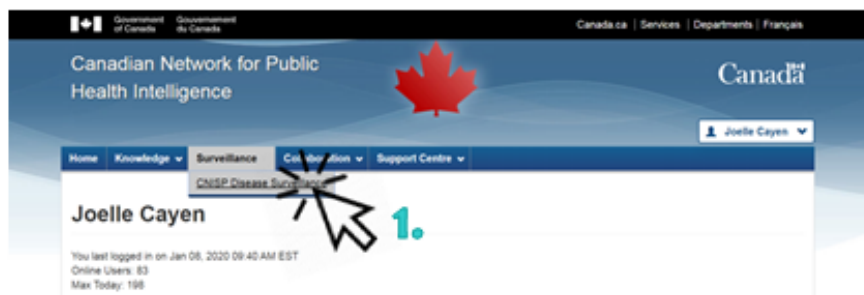 Government of Canada
Gouvernement du Canada
Canada.ca | Services | Departments | Français
Canadian Network for Public
Health Intelligence
Canada
Joelle Cayen
Home Knowledge Surveillance Collaboration Support Centre
CNISP Disease Surveillance
Joelle Cayen
1.
You last logged in on Jan 08, 2020 09:40 AM EST
Online Users: 83
Max Today: 198